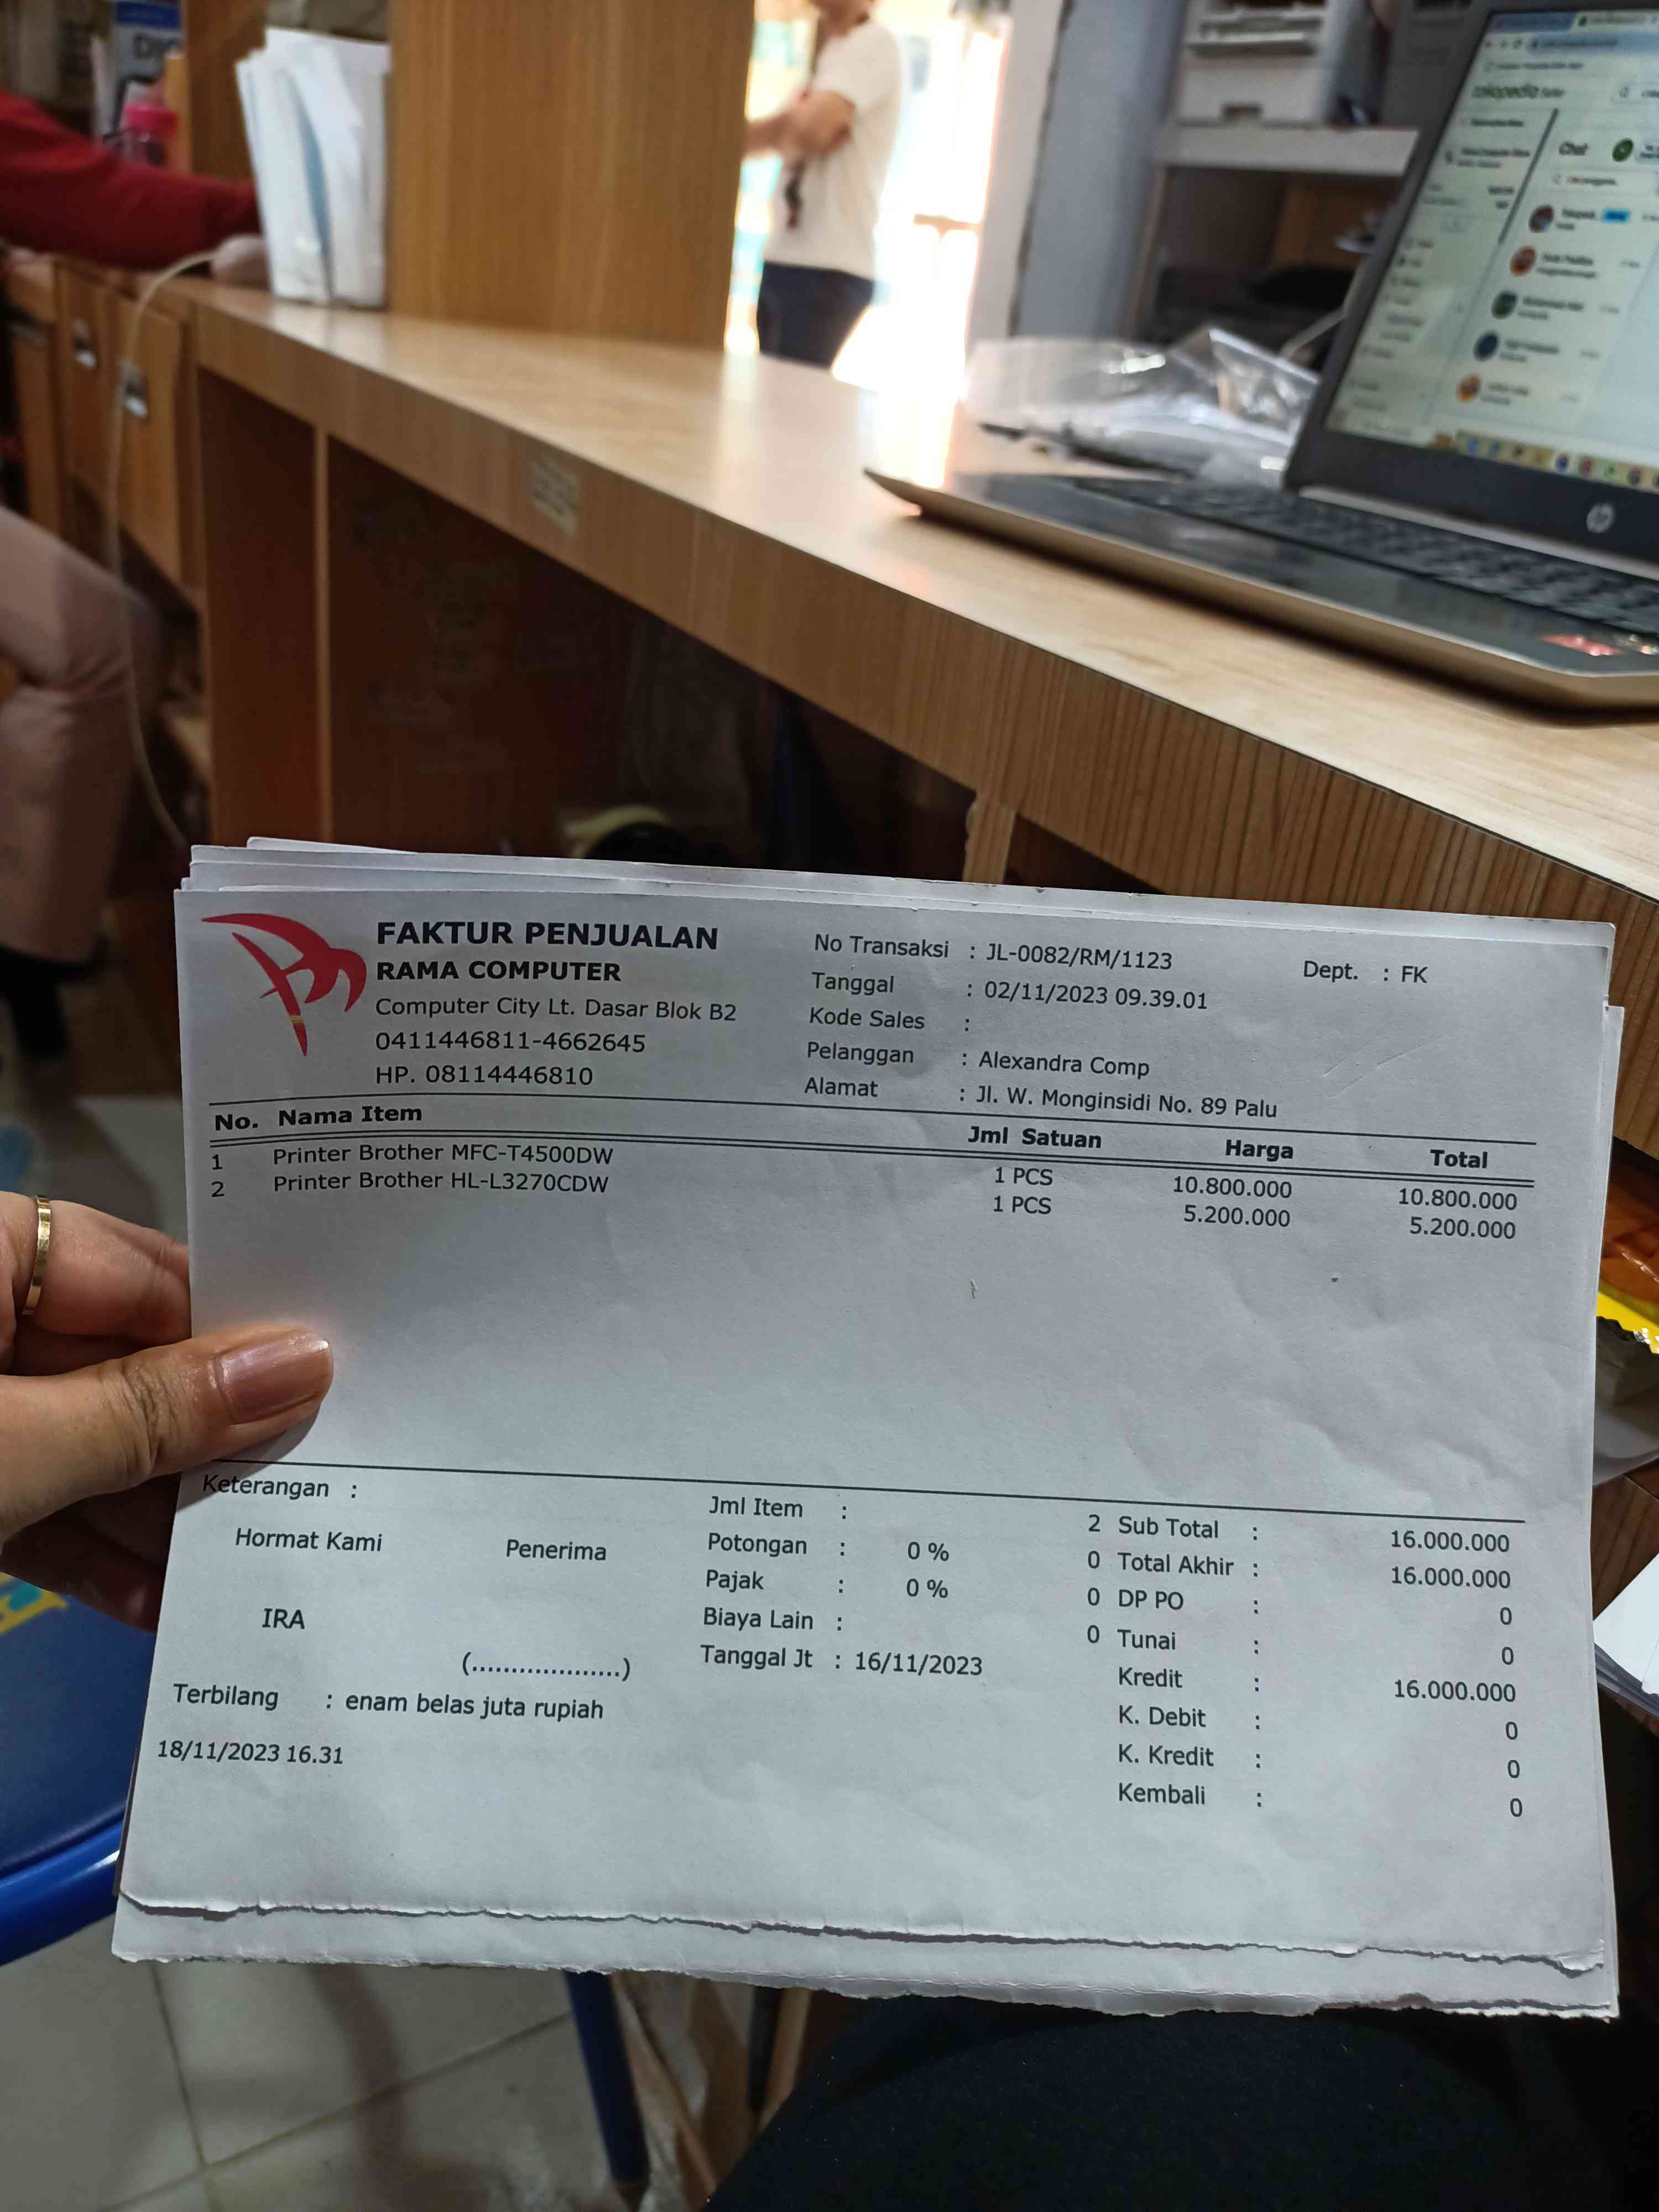 tokopedia
Chat
hp
FAKTUR PENJUALAN
RAMA COMPUTER
Computer City Lt. Dasar Blok B2
0411446811-4662645
HP. 08114446810
No Transaksi : JL-0082/RM/1123
Dept. : FK
Tanggal : 02/11/2023 09.39.01
Kode Sales :
Pelanggan : Alexandra Comp
Alamat : Jl. W. Monginsidi No. 89 Palu
No. Nama Item Jml Satuan Harga Total
1 Printer Brother MFC-T4500DW 1 PCS 10.800.000 10.800.000
2 Printer Brother HL-L3270CDW 1 PCS 5.200.000 5.200.000
Keterangan :
Hormat Kami Penerima
IRA
(...................)
Jml Item : 2
Potongan : 0 % 0
Pajak : 0 % 0
Biaya Lain : 0
Tanggal Jt : 16/11/2023
Sub Total : 16.000.000
Total Akhir : 16.000.000
DP PO : 0
Tunai : 0
Kredit : 16.000.000
K. Debit : 0
K. Kredit : 0
Kembali : 0
Terbilang : enam belas juta rupiah
18/11/2023 16.31